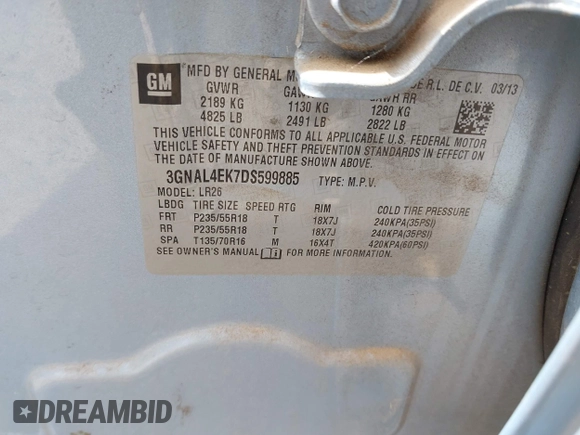 GM
MFD BY GENERAL MO DE R.L. DE C.V. 03/13
GVWR GAW GAWR RR
2189 KG 1130 KG 1280 KG
4825 LB 2491 LB 2822 LB
THIS VEHICLE CONFORMS TO ALL APPLICABLE U.S. FEDERAL MOTOR
VEHICLE SAFETY AND THEFT PREVENTION STANDARDS IN EFFECT ON THE
DATE OF MANUFACTURE SHOWN ABOVE.
3GNAL4EK7DS599885 TYPE: M.P.V.
MODEL: LR26
LBDG TIRE SIZE SPEED RTG RIM COLD TIRE PRESSURE
FRT P235/55R18 T 18X7J 240KPA(35PSI)
RR P235/55R18 T 18X7J 240KPA(35PSI)
SPA T135/70R16 M 16X4T 420KPA(60PSI)
SEE OWNER'S MANUAL FOR MORE INFORMATION.
DREAMBID